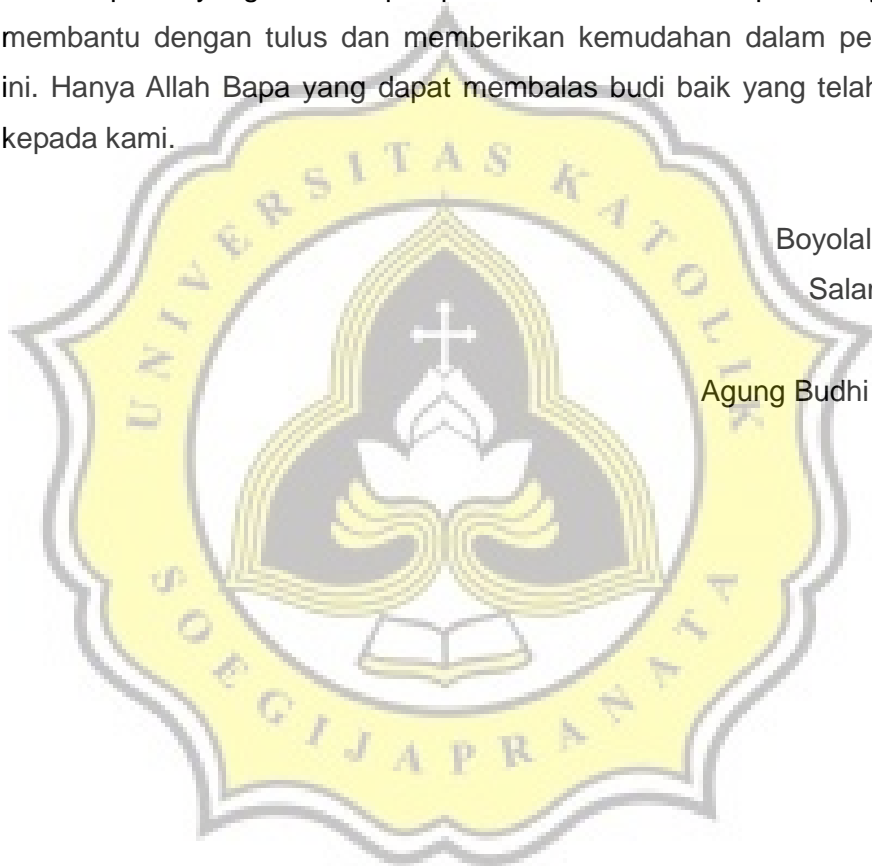 membantu dengan tulus dan memberikan kemudahan dalam pe
ini. Hanya Allah Bapa yang dapat membalas budi baik yang telah
kepada kami.
Boyolal
Salar
Agung Budhi
UNIVERSITAS KATOLIK
SOEGIJAPRANATA